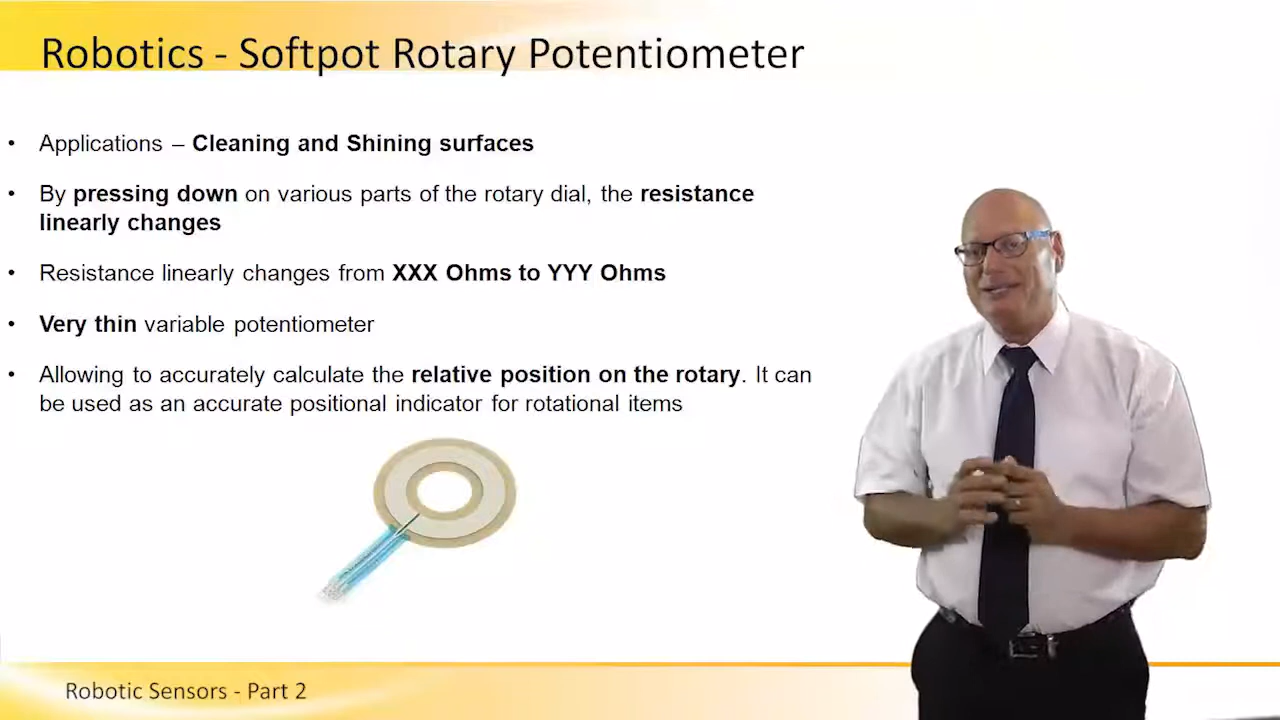 Robotics - Softpot Rotary Potentiometer
• Applications – Cleaning and Shining surfaces
• By pressing down on various parts of the rotary dial, the resistance
linearly changes
• Resistance linearly changes from XXX Ohms to YYY Ohms
• Very thin variable potentiometer
• Allowing to accurately calculate the relative position on the rotary. It can
be used as an accurate positional indicator for rotational items
Robotic Sensors - Part 2